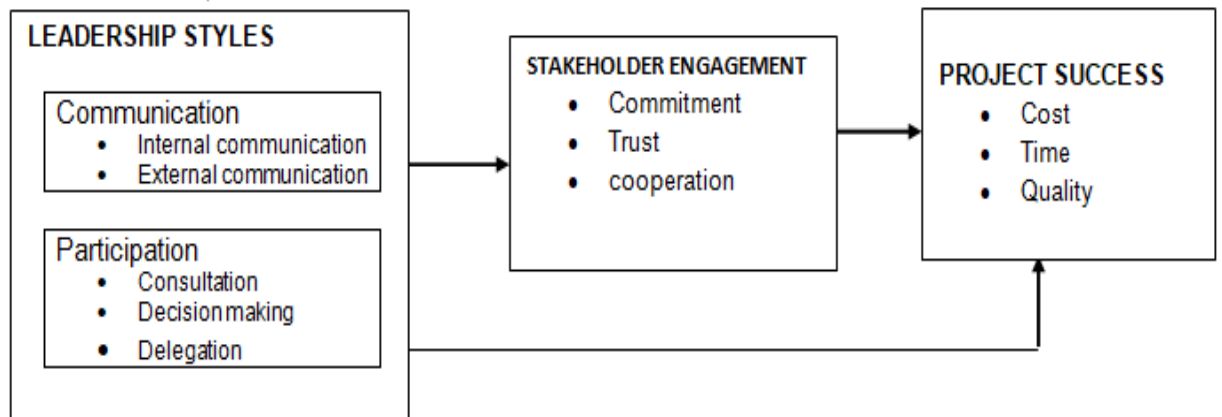 LEADERSHIP STYLES
Communication
• Internal communication
• External communication
Participation
• Consultation
• Decision making
• Delegation
STAKEHOLDER ENGAGEMENT
• Commitment
• Trust
• cooperation
PROJECT SUCCESS
• Cost
• Time
• Quality